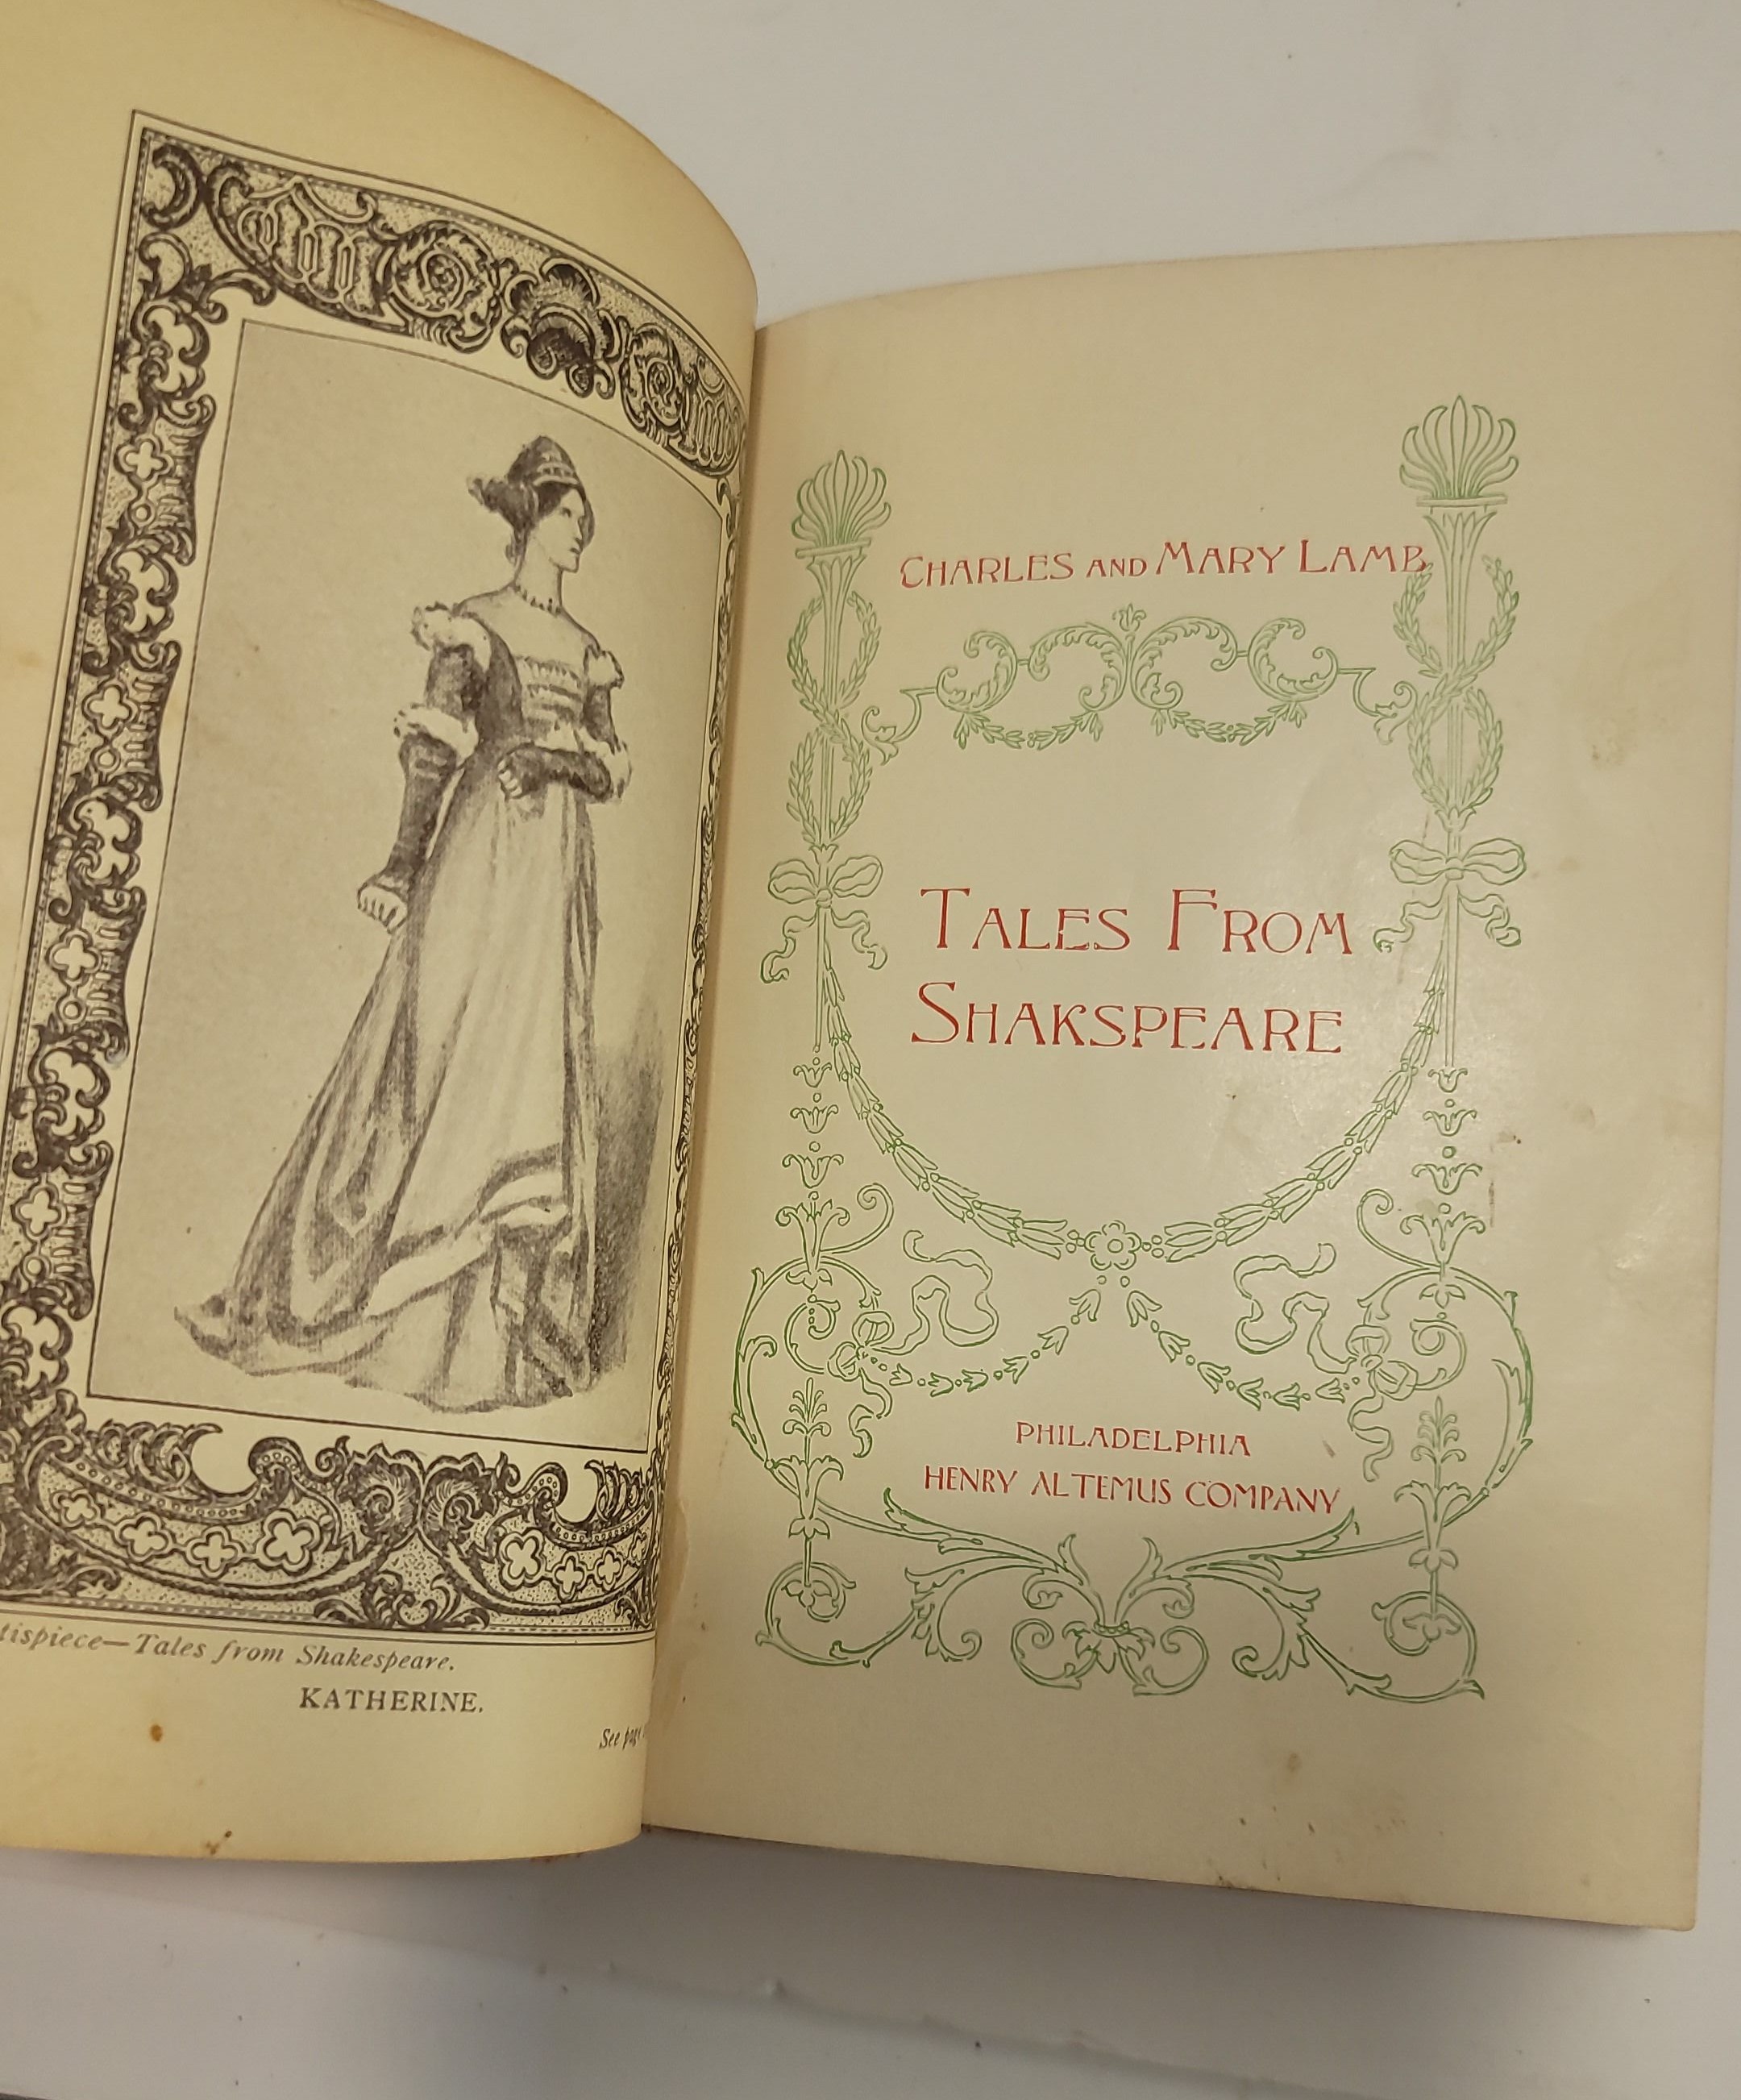 tispiece—Tales from Shakespeare.
KATHERINE.
See page
CHARLES AND MARY LAMB
TALES FROM
SHAKSPEARE
PHILADELPHIA
HENRY ALTEMUS COMPANY